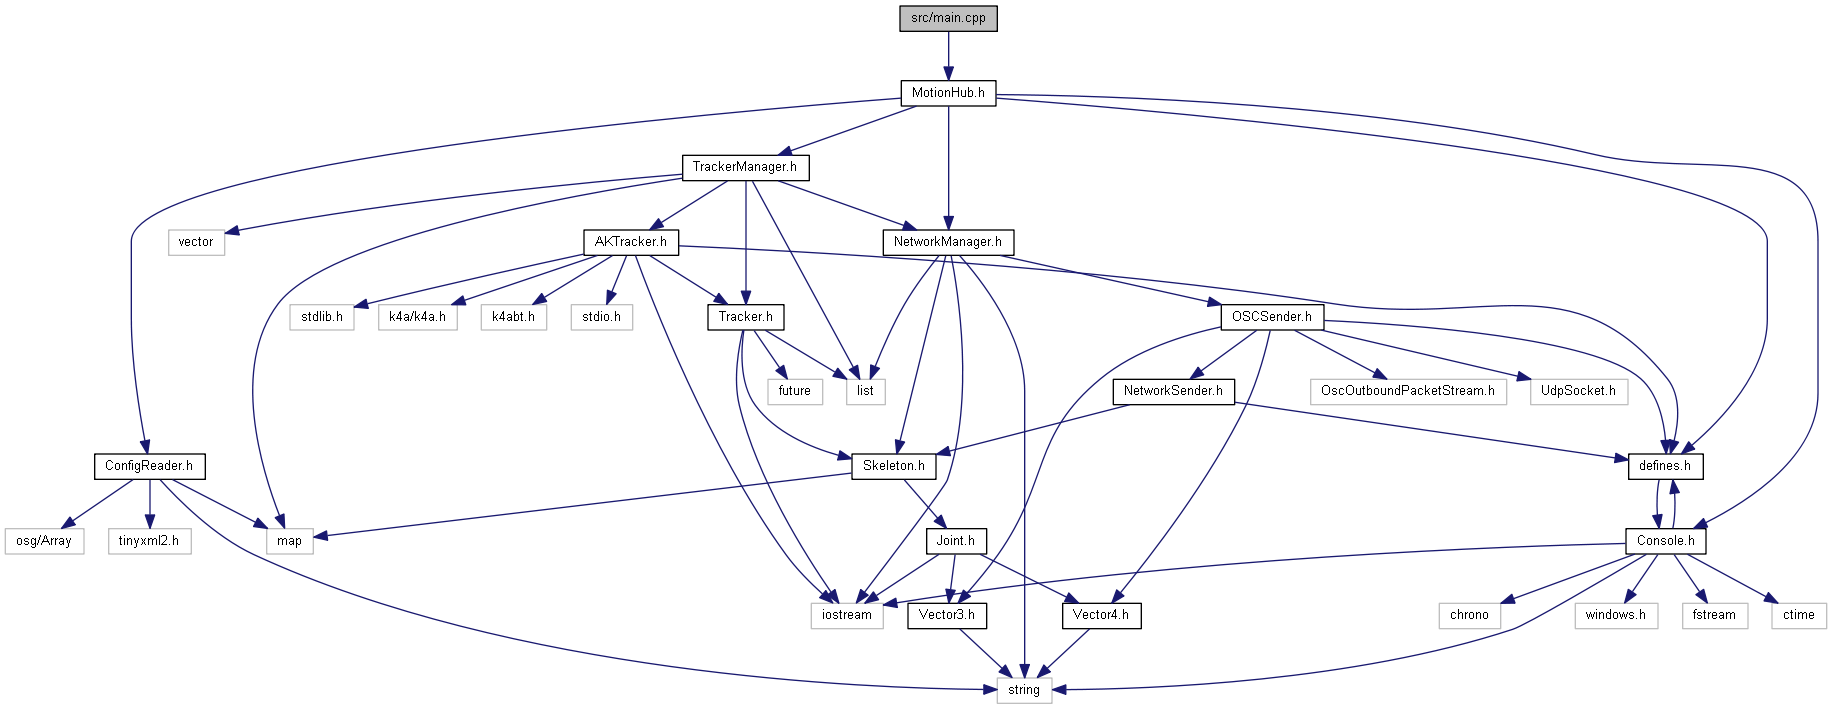 src/main.cpp
MotionHub.h
TrackerManager.h
vector
AKTracker.h
NetworkManager.h
stdlib.h
k4a/k4a.h
k4abt.h
stdio.h
Tracker.h
OSCSender.h
future
list
NetworkSender.h
OscOutboundPacketStream.h
UdpSocket.h
ConfigReader.h
Skeleton.h
defines.h
osg/Array
tinyxml2.h
map
Joint.h
Console.h
iostream
Vector3.h
Vector4.h
chrono
windows.h
fstream
ctime
string